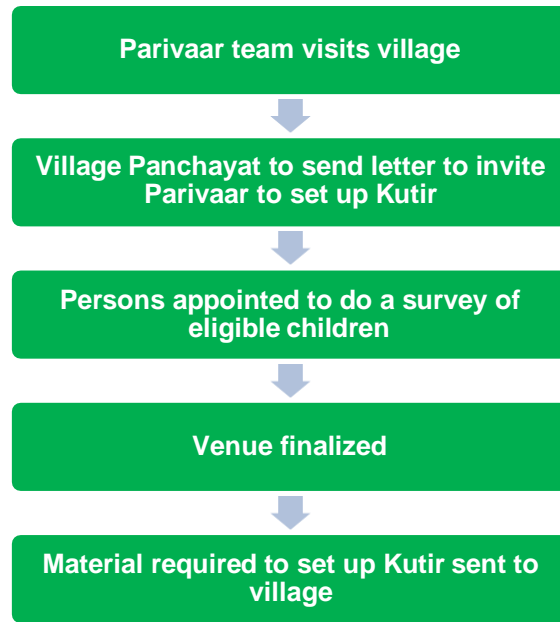 Parivaar team visits village
Village Panchayat to send letter to invite
Parivaar to set up Kutir
Persons appointed to do a survey of
eligible children
Venue finalized
Material required to set up Kutir sent to
village